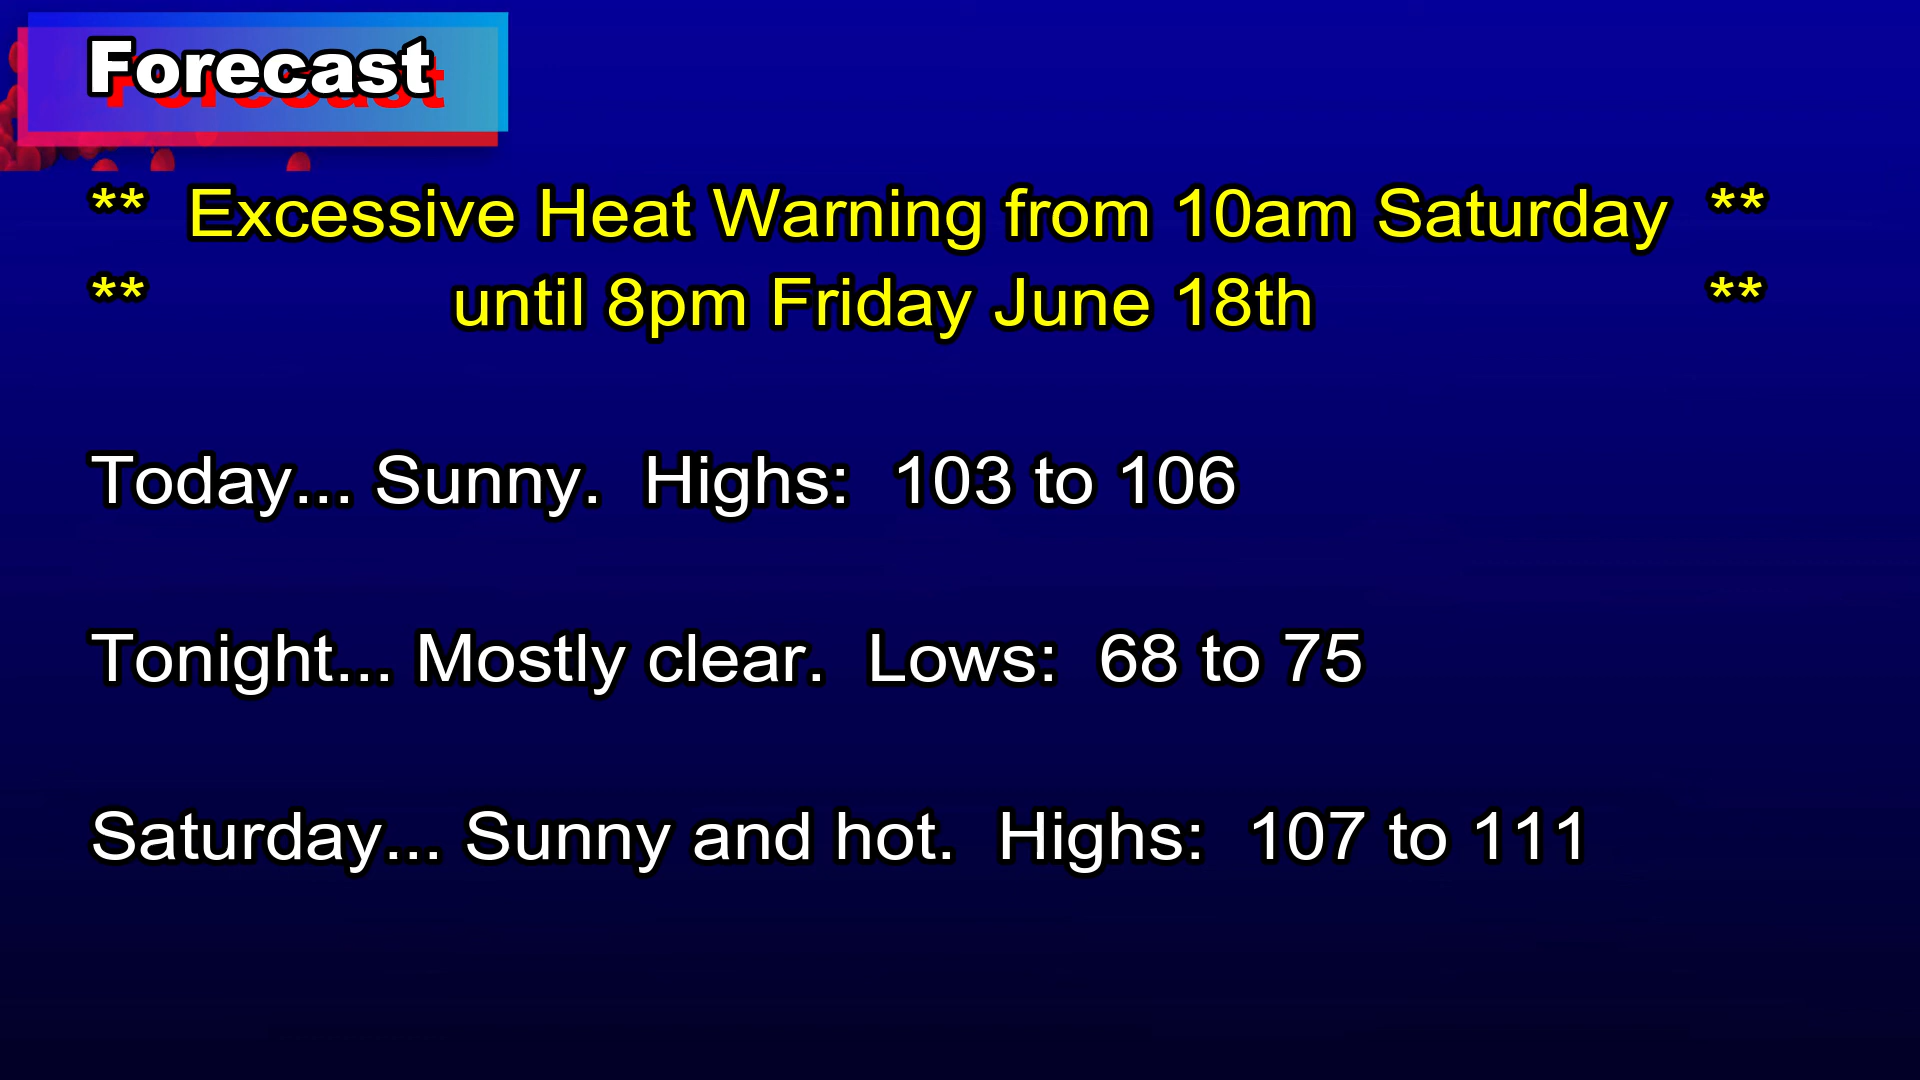 Forecast
** Excessive Heat Warning from 10am Saturday **
** until 8pm Friday June 18th **
Today... Sunny. Highs: 103 to 106
Tonight... Mostly clear. Lows: 68 to 75
Saturday... Sunny and hot. Highs: 107 to 111